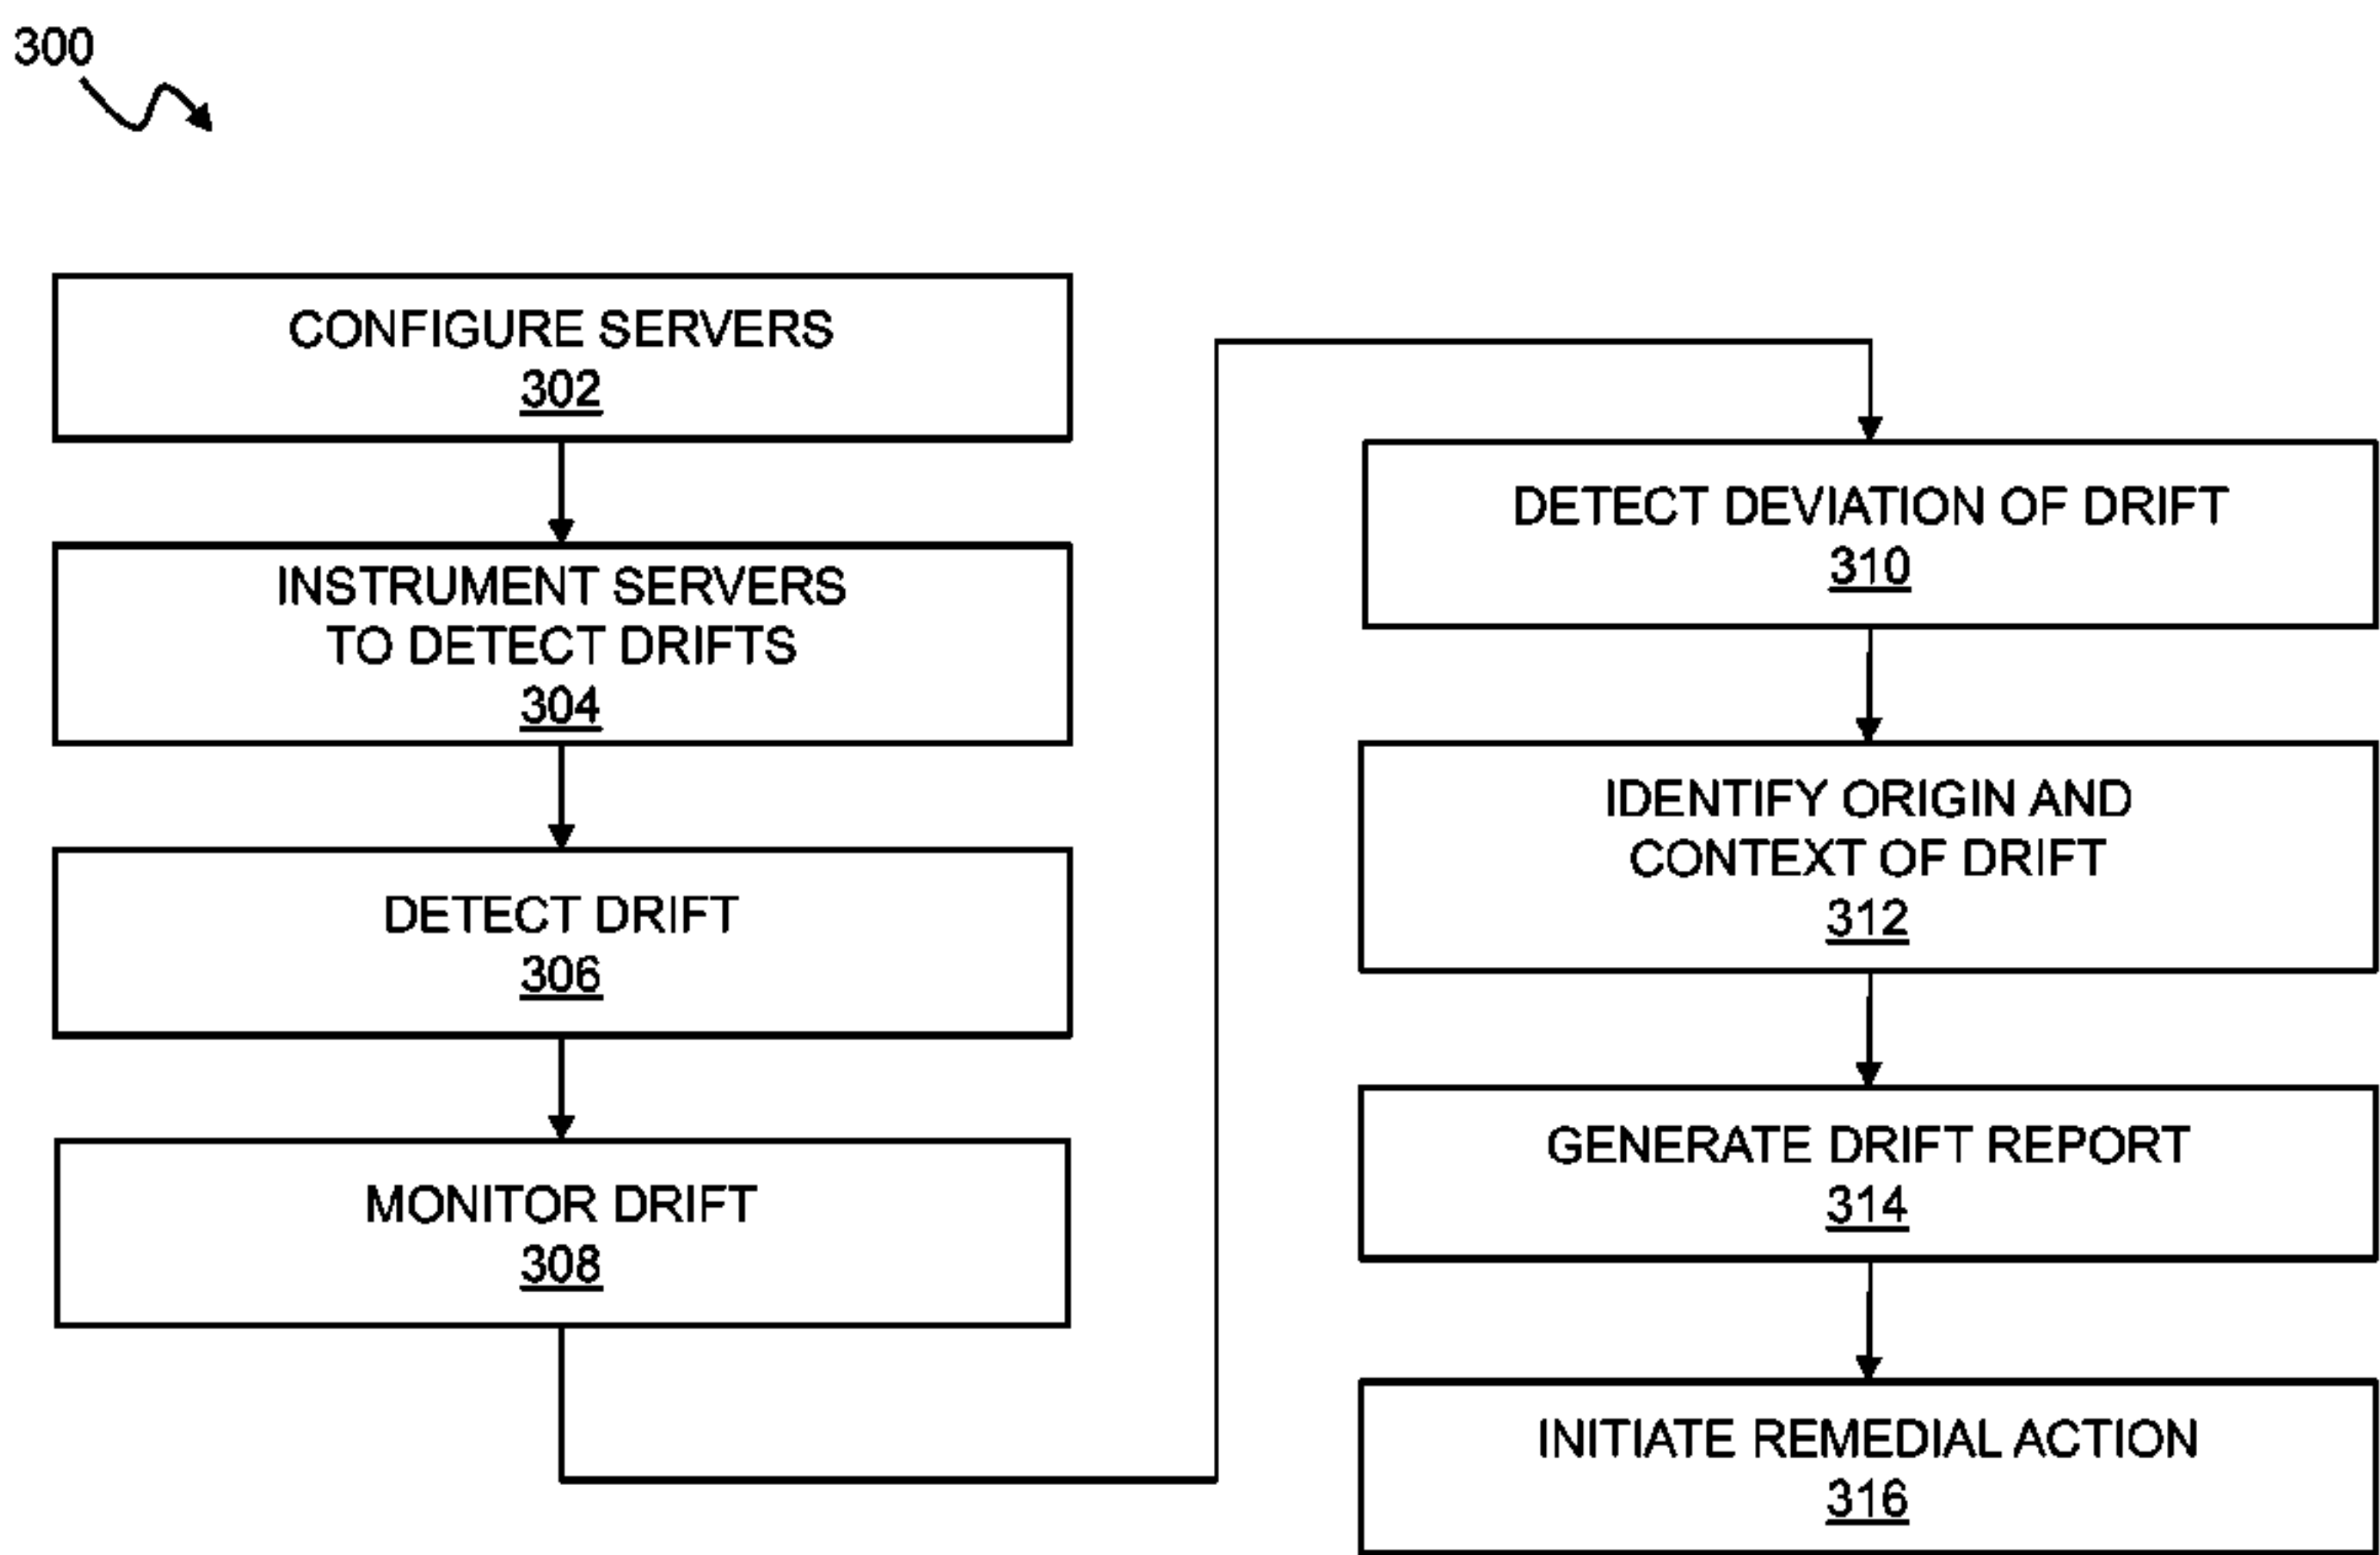 300
CONFIGURE SERVERS
302
INSTRUMENT SERVERS
TO DETECT DRIFTS
304
DETECT DRIFT
306
MONITOR DRIFT
308
DETECT DEVIATION OF DRIFT
310
IDENTIFY ORIGIN AND
CONTEXT OF DRIFT
312
GENERATE DRIFT REPORT
314
INITIATE REMEDIAL ACTION
316